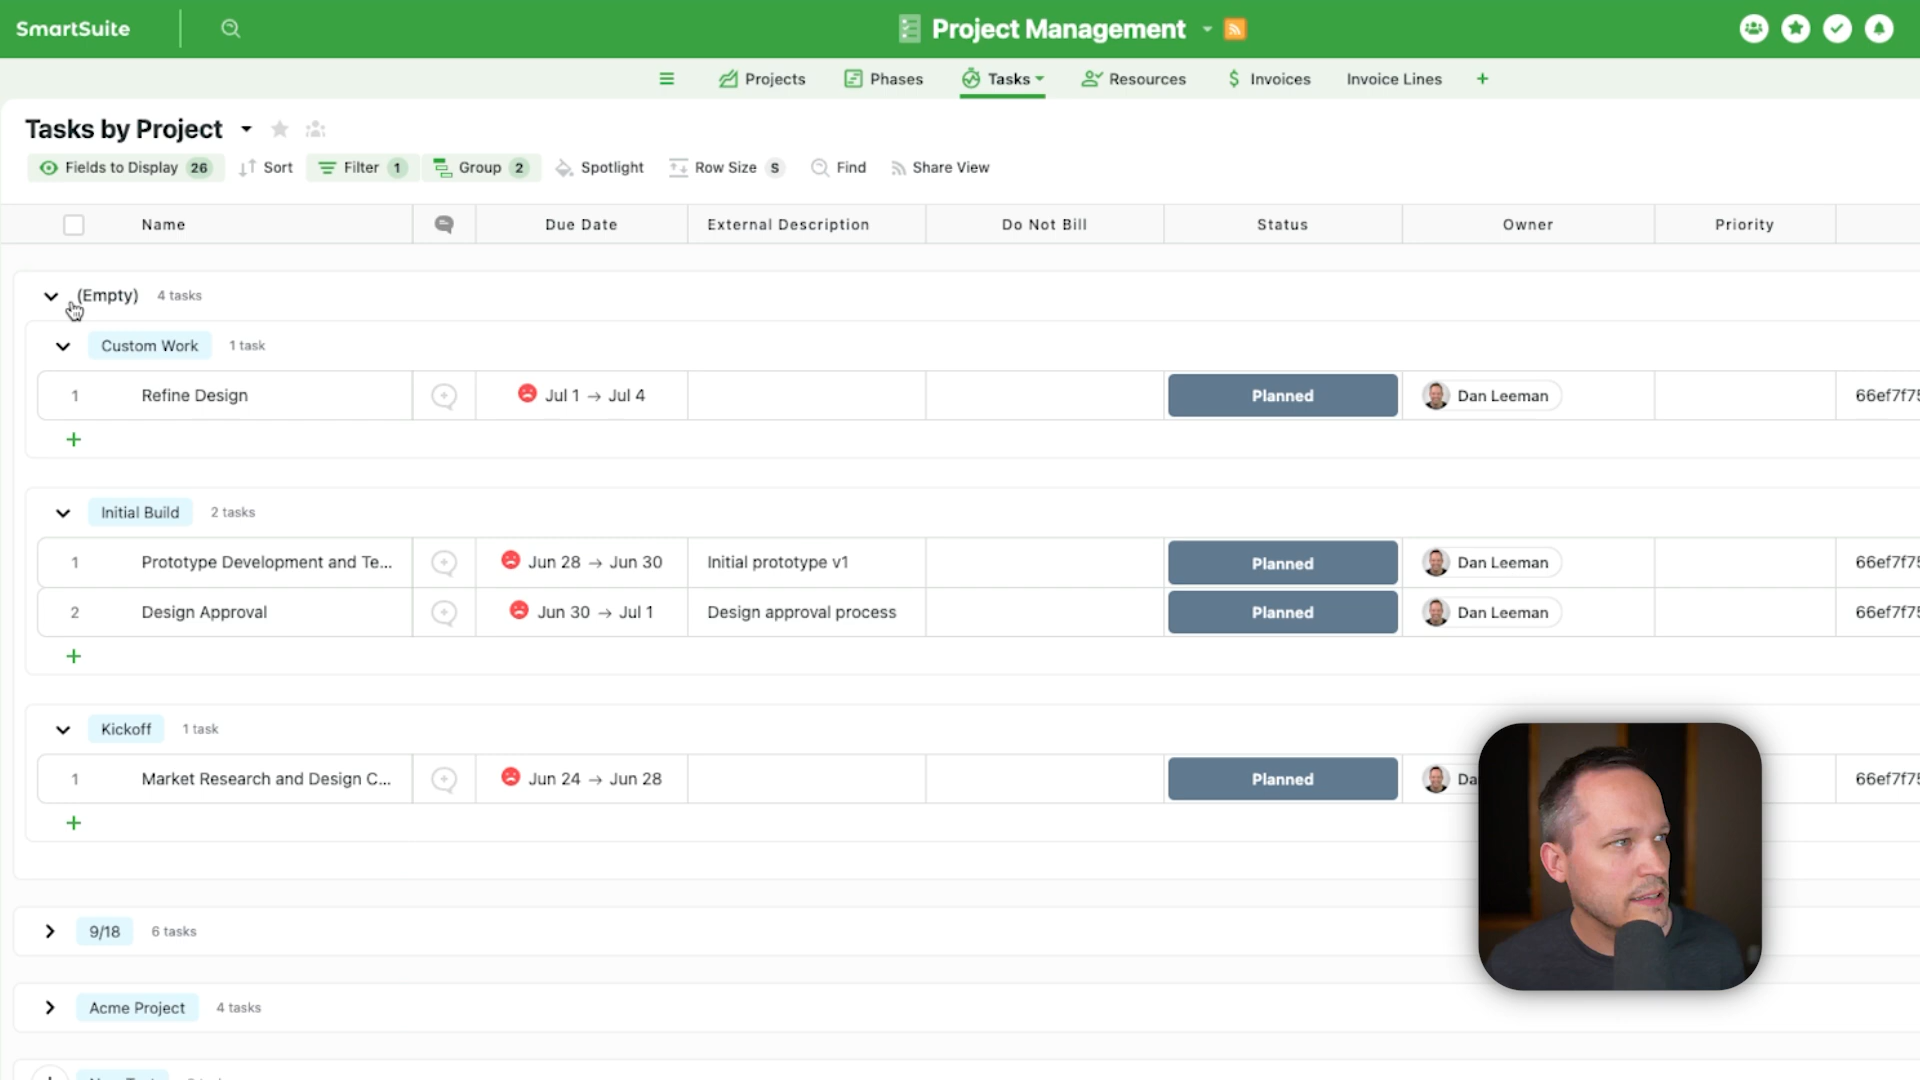 SmartSuite
Project Management
Projects
Phases
Tasks
Resources
$ Invoices
Invoice Lines
+
Tasks by Project
Fields to Display 26
Sort
Filter 1
Group 2
Spotlight
Row Size S
Find
Share View
Name
Due Date
External Description
Do Not Bill
Status
Owner
Priority
(Empty) 4 tasks
Custom Work 1 task
1 Refine Design Jul 1 → Jul 4 Planned Dan Leeman 66ef7f75
+
Initial Build 2 tasks
1 Prototype Development and Te... Jun 28 → Jun 30 Initial prototype v1 Planned Dan Leeman 66ef7f75
2 Design Approval Jun 30 → Jul 1 Design approval process Planned Dan Leeman 66ef7f75
+
Kickoff 1 task
1 Market Research and Design C... Jun 24 → Jun 28 Planned Da 66ef7f75
+
9/18 6 tasks
Acme Project 4 tasks